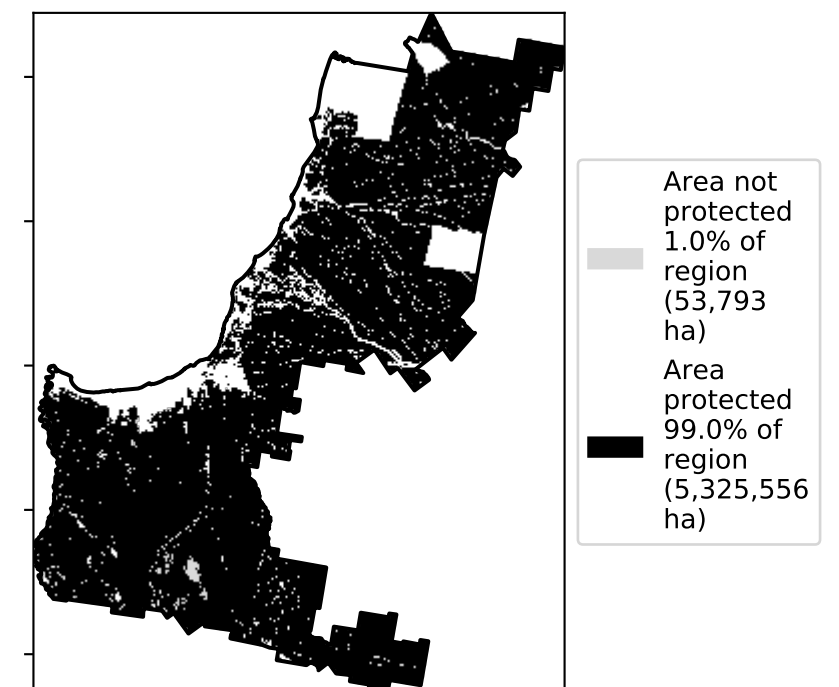 Area not
protected
1.0% of
region
(53,793
ha)
Area
protected
99.0% of
region
(5,325,556
ha)